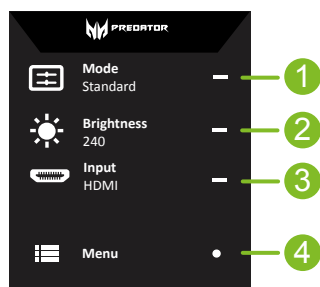 PREDATOR
Mode
Standard
1
Brightness
240
2
Input
HDMI
3
Menu
4